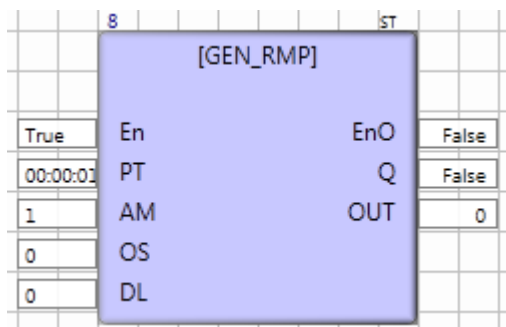 8 ST
[GEN_RMP]
True En EnO False
00:00:01 PT Q False
1 AM OUT 0
0 OS
0 DL